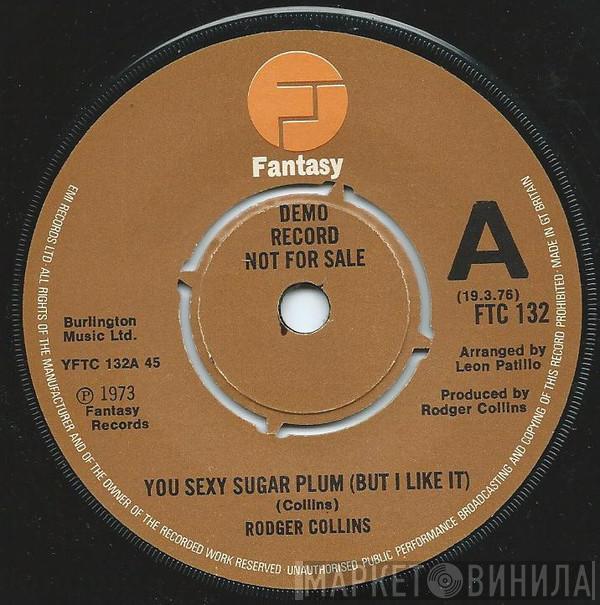 Fantasy
DEMO
RECORD
NOT FOR SALE
A
(19.3.76)
FTC 132
Burlington
Music Ltd.
YFTC 132A 45
Ⓟ 1973
Fantasy
Records
Arranged by
Leon Patillo
Produced by
Rodger Collins
YOU SEXY SUGAR PLUM (BUT I LIKE IT)
(Collins)
RODGER COLLINS
EMI RECORDS LTD · ALL RIGHTS OF THE MANUFACTURER AND OF THE OWNER OF THE RECORDED WORK RESERVED · UNAUTHORISED PUBLIC PERFORMANCE BROADCASTING AND COPYING OF THIS RECORD PROHIBITED · MADE IN GT BRITAIN
МАРКЕТ ВИНИЛА